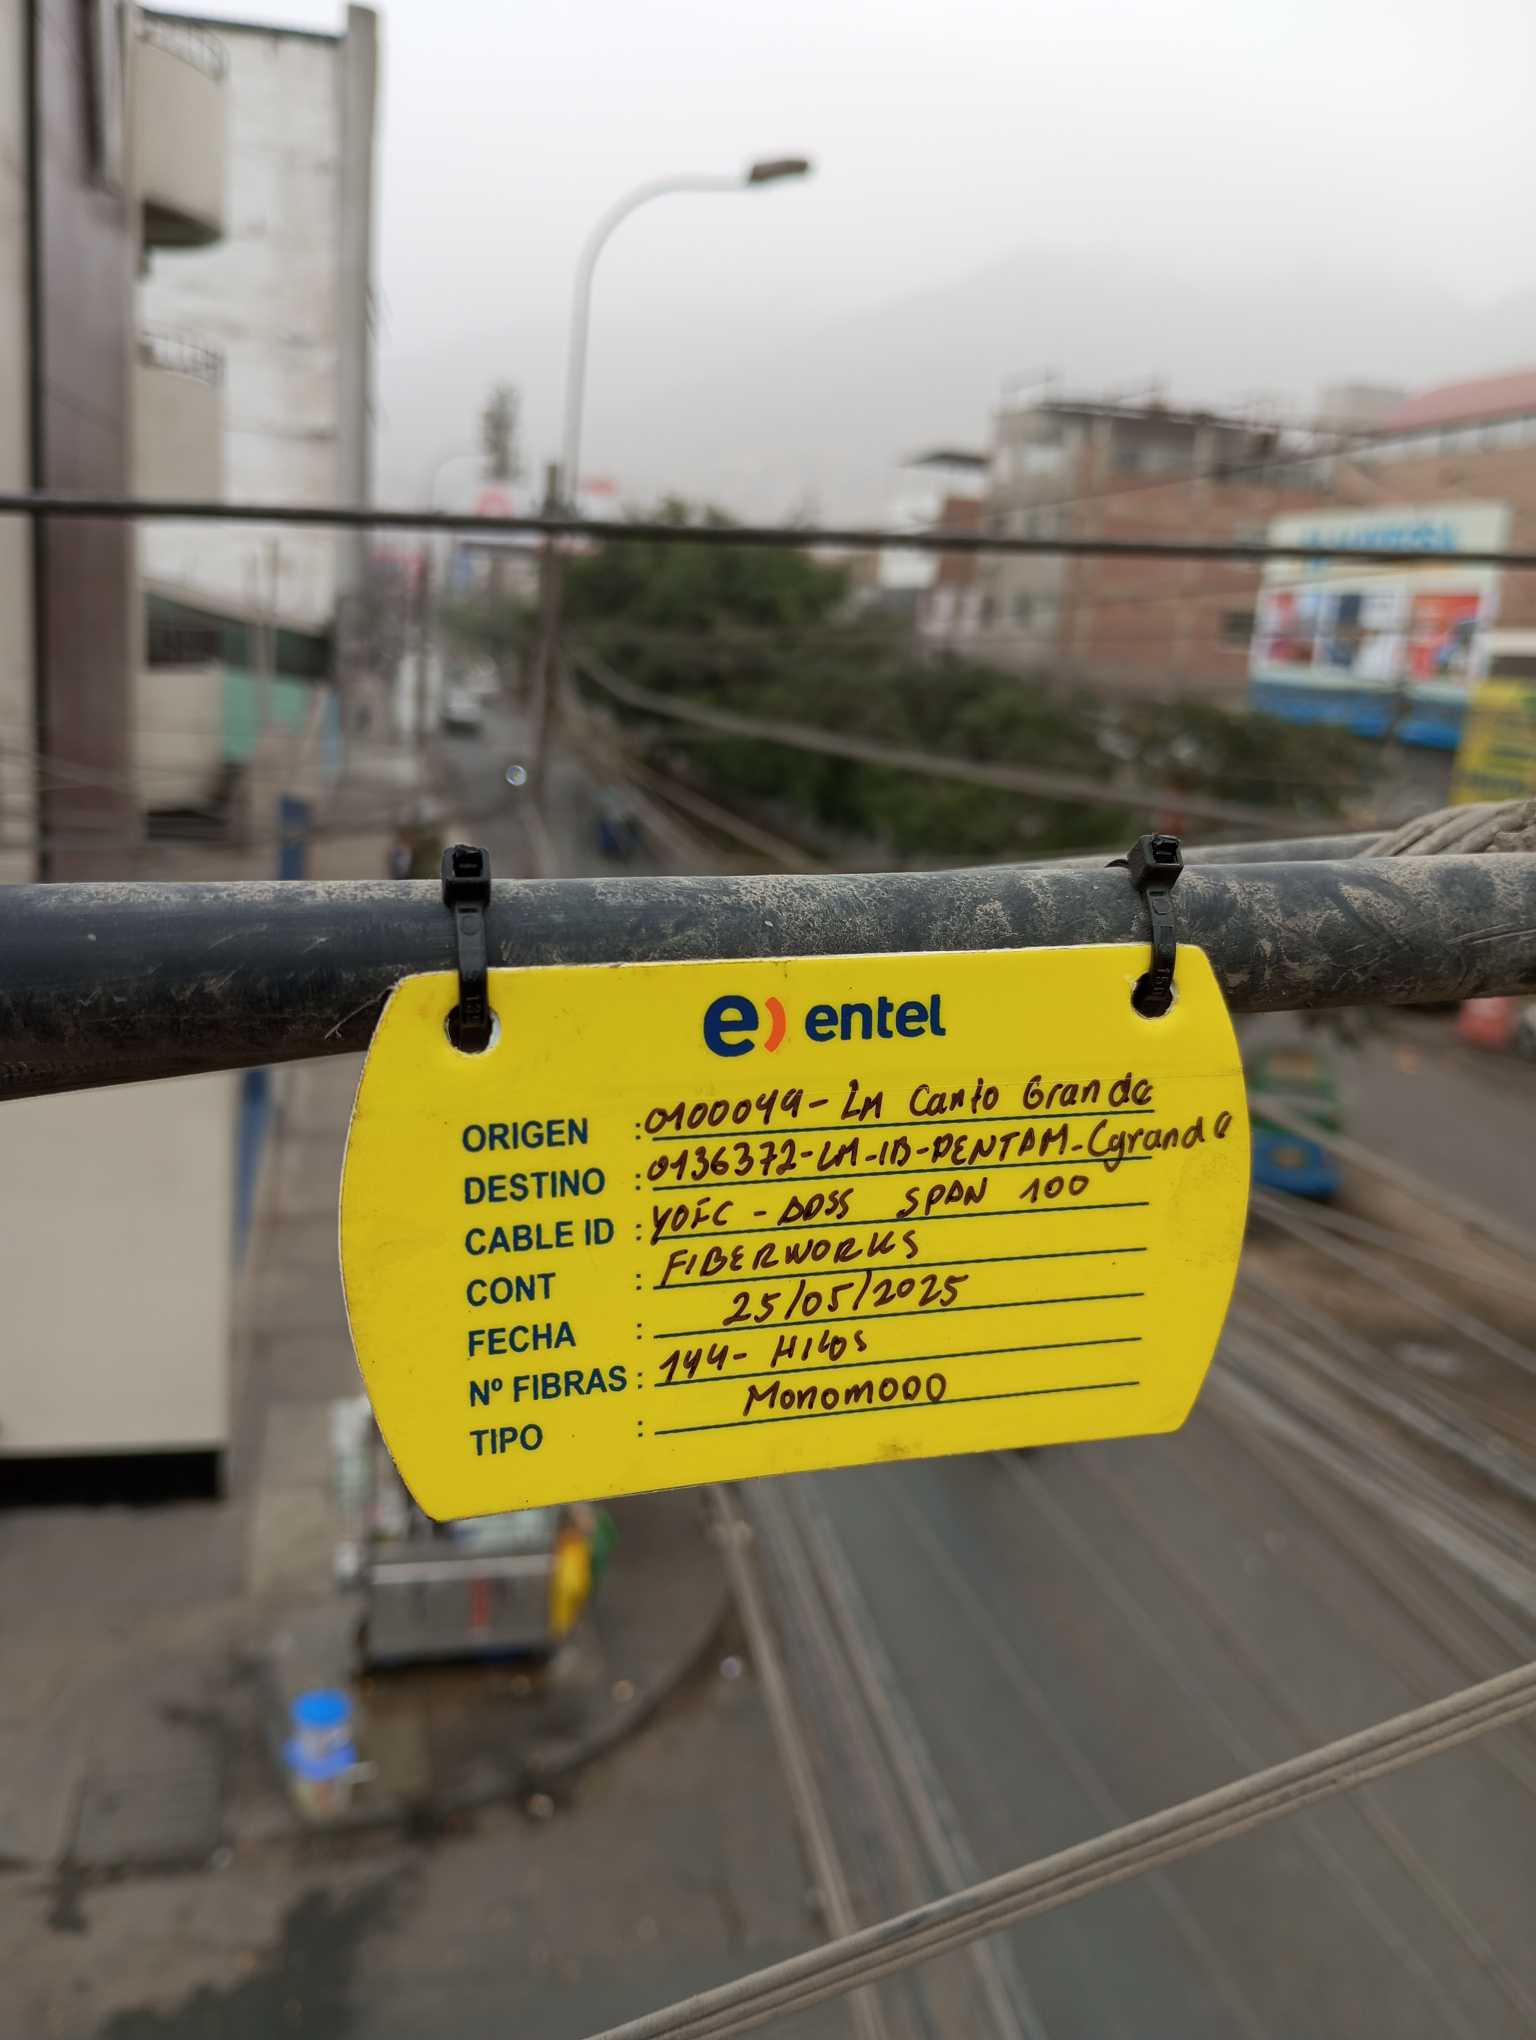 e) entel
ORIGEN : 0100049- LM Canto Grande
DESTINO : 0136372-LM-IB-PENTAM-Cgrande
CABLE ID : YOFC - ADSS SPAN 100
CONT : FIBERWORKS
FECHA : 25/05/2025
Nº FIBRAS : 144- HILOS
TIPO : MONOMODO